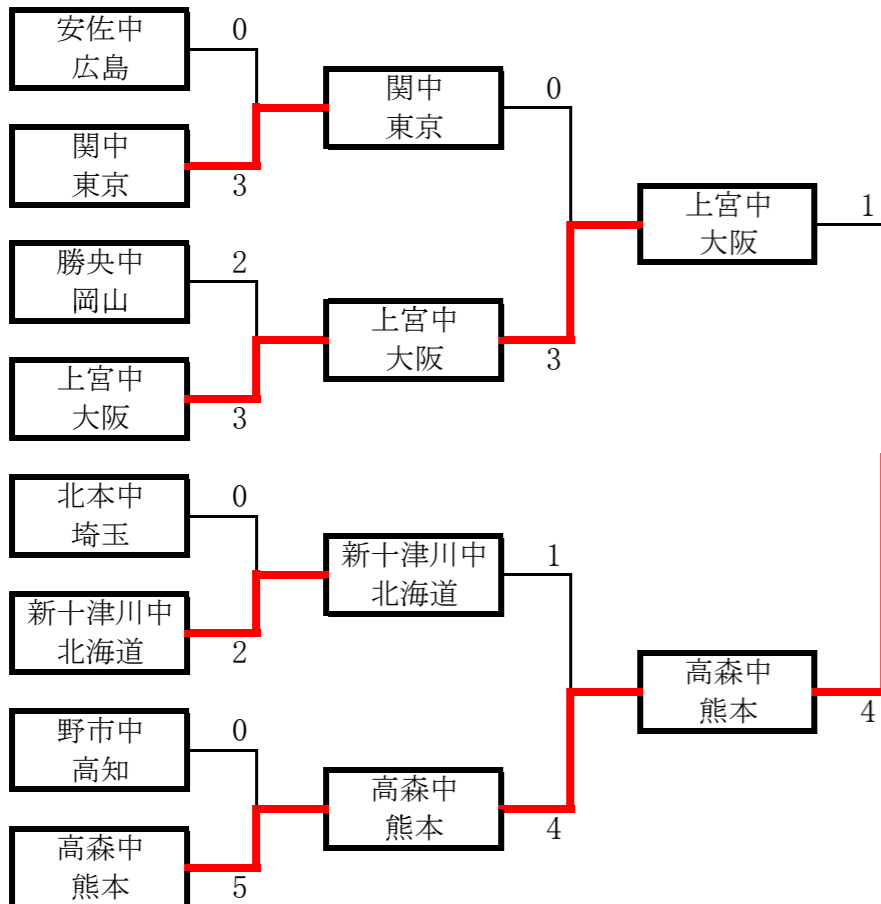 安佐中
広島
0
関中
東京
3
勝央中
岡山
2
上宮中
大阪
3
北本中
埼玉
0
新十津川中
北海道
2
野市中
高知
0
高森中
熊本
5
関中
東京
0
上宮中
大阪
3
新十津川中
北海道
1
高森中
熊本
4
上宮中
大阪
1
高森中
熊本
4